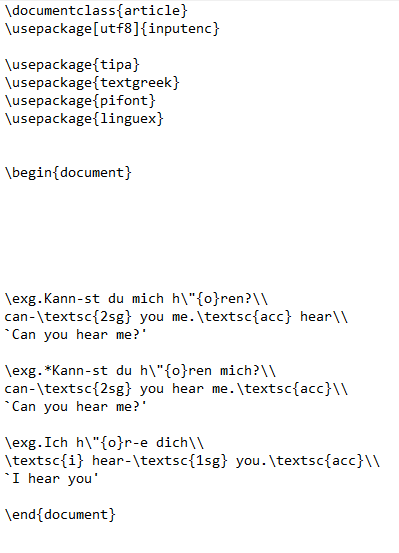 \documentclass{article}
\usepackage[utf8]{inputenc}
\usepackage{tipa}
\usepackage{textgreek}
\usepackage{pifont}
\usepackage{linguex}
\begin{document}
\exg.Kann-st du mich h\"{o}ren?\\
can-\textsc{2sg} you me.\textsc{acc} hear\\
`Can you hear me?'
\exg.*Kann-st du h\"{o}ren mich?\\
can-\textsc{2sg} you hear me.\textsc{acc}\\
`Can you hear me?'
\exg.Ich h\"{o}r-e dich\\
\textsc{i} hear-\textsc{1sg} you.\textsc{acc}\\
`I hear you'
\end{document}